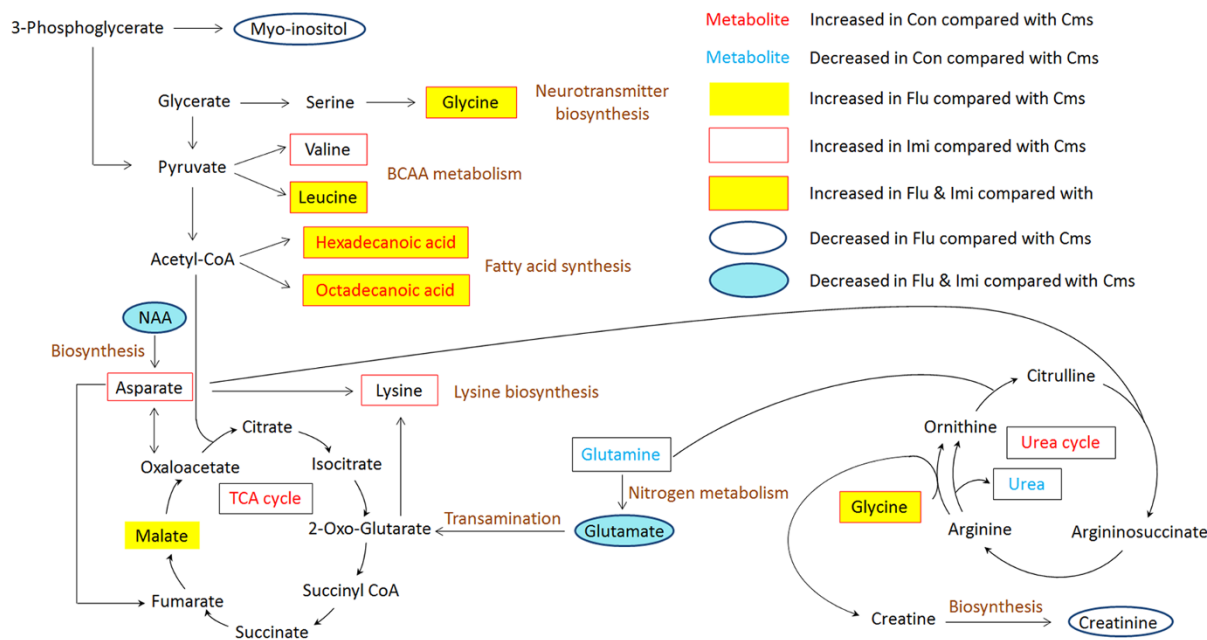 3-Phosphoglycerate
Myo-inositol
Metabolite
Increased in Con compared with Cms
Metabolite
Decreased in Con compared with Cms
Increased in Flu compared with Cms
Increased in Imi compared with Cms
Increased in Flu & Imi compared with
Decreased in Flu compared with Cms
Decreased in Flu & Imi compared with Cms
Glycerate
Serine
Glycine
Neurotransmitter
biosynthesis
Pyruvate
Valine
BCAA metabolism
Leucine
Acetyl-CoA
Hexadecanoic acid
Fatty acid synthesis
Octadecanoic acid
NAA
Biosynthesis
Asparate
Lysine
Lysine biosynthesis
Citrate
Oxaloacetate
Isocitrate
TCA cycle
Malate
2-Oxo-Glutarate
Transamination
Succinyl CoA
Fumarate
Succinate
Glutamine
Nitrogen metabolism
Glutamate
Citrulline
Ornithine
Urea cycle
Urea
Glycine
Arginine
Argininosuccinate
Creatine
Biosynthesis
Creatinine